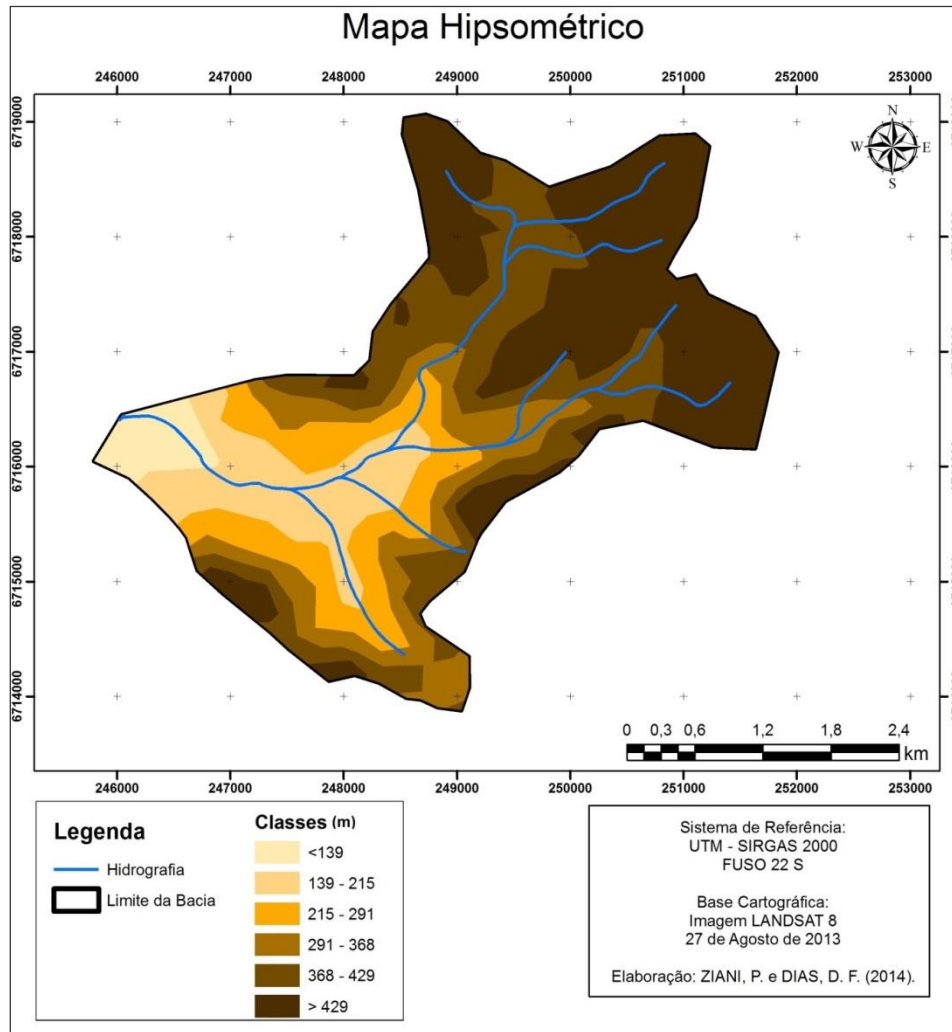 Mapa Hipsométrico
246000 247000 248000 249000 250000 251000 252000 253000
6719000
6718000
6717000
6716000
6715000
6714000
N
W E
S
0 0,3 0,6 1,2 1,8 2,4
km
246000 247000 248000 249000 250000 251000 252000 253000
Legenda
Hidrografia
Limite da Bacia
Classes (m)
<139
139 - 215
215 - 291
291 - 368
368 - 429
> 429
Sistema de Referência:
UTM - SIRGAS 2000
FUSO 22 S
Base Cartográfica:
Imagem LANDSAT 8
27 de Agosto de 2013
Elaboração: ZIANI, P. e DIAS, D. F. (2014).